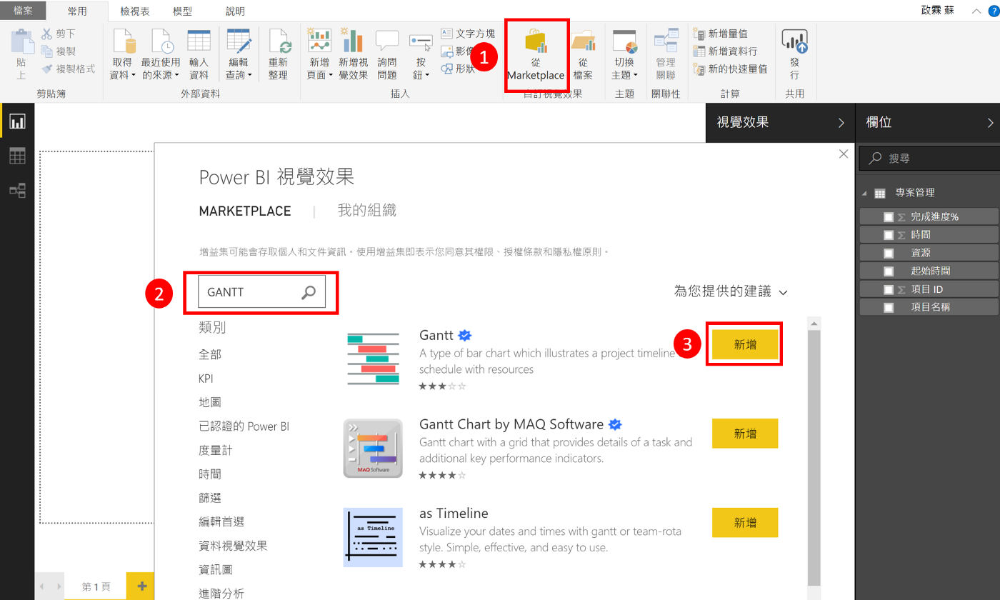 檔案 常用 檢視表 模型 說明 政霖 蘇 ?
貼上
剪下
複製
複製格式
剪貼簿
取得資料
最近使用的來源
輸入資料
編輯查詢
重新整理
外部資料
新增頁面
新增視覺效果
詢問問題
按鈕
文字方塊
影像
形狀
插入
1
從 Marketplace
從檔案
自訂視覺效果
切換主題
主題
管理關聯
關聯性
新增量值
新增資料行
新的快速量值
計算
發行
共用
視覺效果
欄位
搜尋
專案管理
完成進度%
時間
資源
起始時間
項目 ID
項目名稱
Power BI 視覺效果
MARKETPLACE | 我的組織
增益集可能會存取個人和文件資訊。使用增益集即表示您同意其權限、授權條款和隱私權原則。
2
GANTT
為您提供的建議
類別
全部
KPI
地圖
已認證的 Power BI
度量計
時間
篩選
編輯首選
資料視覺效果
資訊圖
進階分析
Gantt
A type of bar chart which illustrates a project timeline
schedule with resources
3
新增
MAQ Software
Gantt Chart by MAQ Software
Gantt chart with a grid that provides details of a task and
additional key performance indicators.
新增
as Timeline
as Timeline
Visualize your dates and times with gantt or team-rota
style. Simple, effective, and easy to use.
新增
第 1 頁